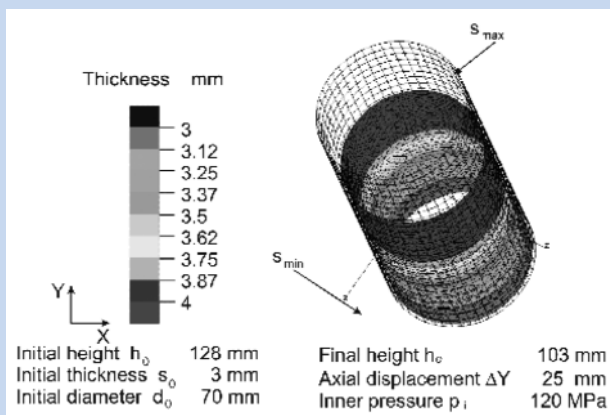 Thickness mm
3
3.12
3.25
3.37
3.5
3.62
3.75
3.87
4
Y
X
s max
s min
z
Initial height h₀ 128 mm
Initial thickness s₀ 3 mm
Initial diameter d₀ 70 mm
Final height hc 103 mm
Axial displacement ΔY 25 mm
Inner pressure p i 120 MPa